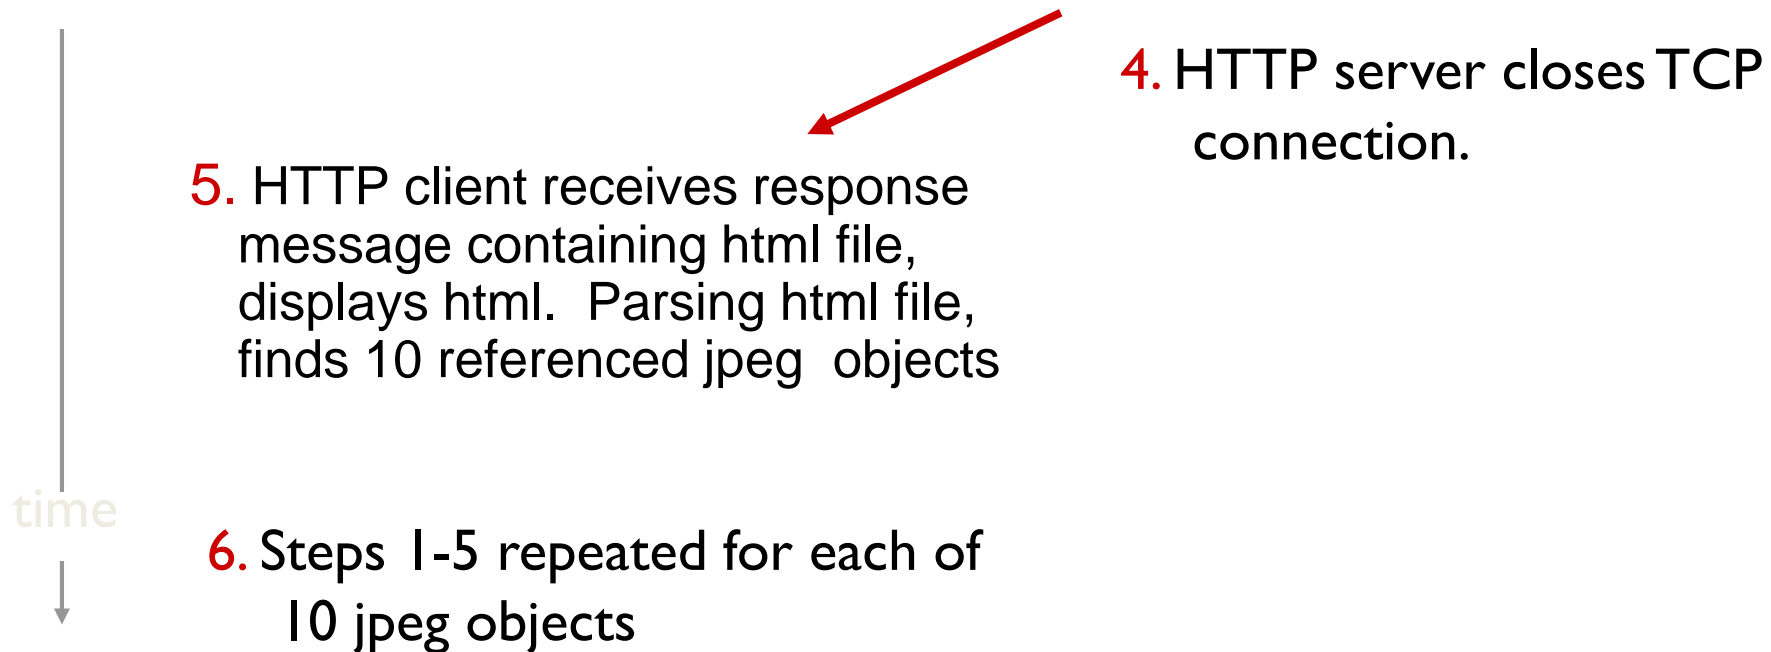 4. HTTP server closes TCP
connection.
5. HTTP client receives response
message containing html file,
displays html.  Parsing html file,
finds 10 referenced jpeg  objects
time
6. Steps 1-5 repeated for each of
10 jpeg objects